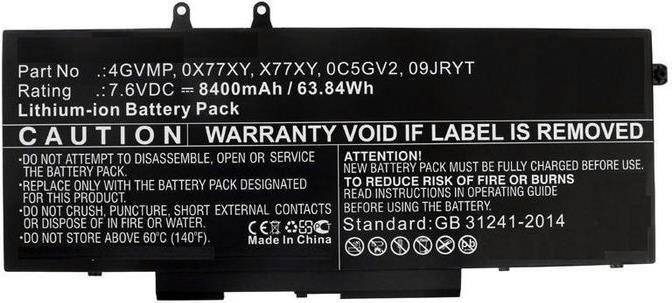 Part No .: 4GVMP, 0X77XY, X77XY, 0C5GV2, 09JRYT
Rating .: 7.6VDC ⎓ 8400mAh / 63.84Wh
Lithium-ion Battery Pack
CAUTION WARRANTY VOID IF LABEL IS REMOVED
•DO NOT ATTEMPT TO DISASSEMBLE, OPEN OR SERVICE
THE BATTERY PACK.
•REPLACE ONLY WITH THE BATTERY PACK DESIGNATED
FOR THIS PRODUCT.
•DO NOT CRUSH, PUNCTURE, SHORT EXTERNAL CONTACTS
OR DISPOSE OF IN FIRE OR WATER.
•DO NOT STORE ABOVE 60°C (140°F).
CE
Made In China
ATTENTION:
NEW BATTERY PACK MUST BE FULLY CHARGED BEFORE USE.
TO REDUCE RISK OF FIRE OR BURNS
READ INSTRUCTIONS IN OPERATING GUIDE
BEFORE USING THE BATTERY.
Standard: GB 31241-2014